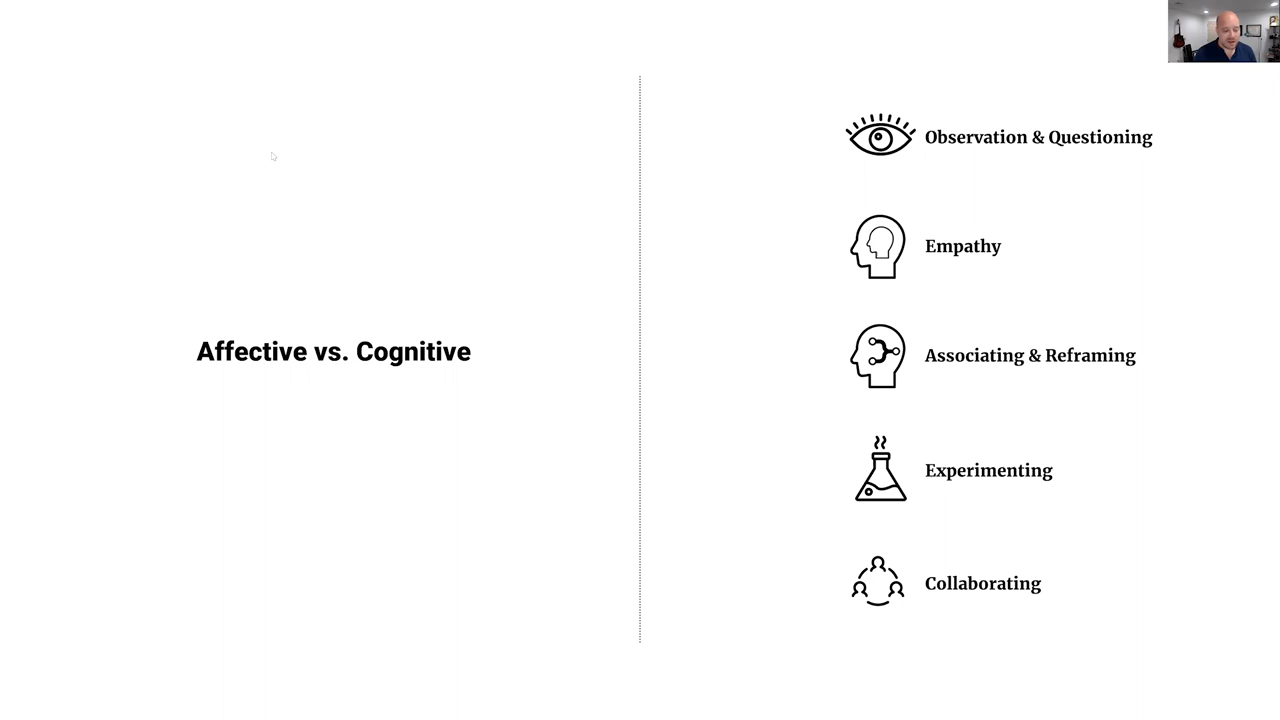 Affective vs. Cognitive
Observation & Questioning
Empathy
Associating & Reframing
Experimenting
Collaborating